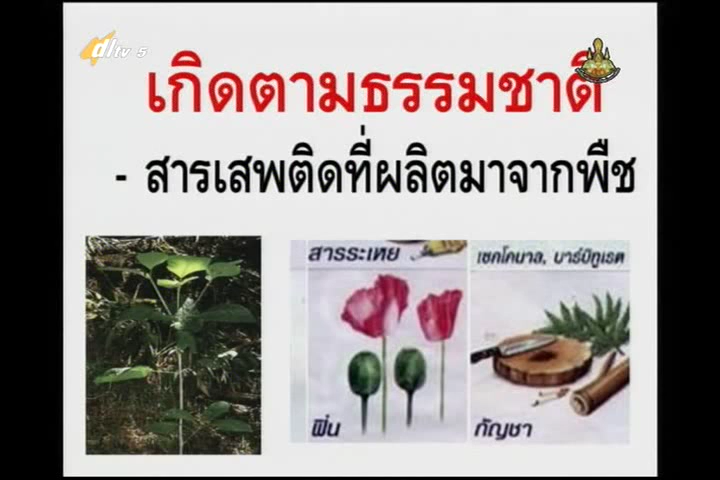 dltv 5
เกิดตามธรรมชาติ
- สารเสพติดที่ผลิตมาจากพืช
สารระเหย
เซคโคนาล, บาร์บิทูเรต
ฝิ่น
กัญชา